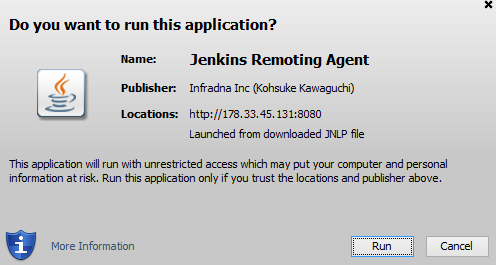 Do you want to run this application?
Name: Jenkins Remoting Agent
Publisher: Infradna Inc (Kohsuke Kawaguchi)
Locations: http://178.33.45.131:8080
Launched from downloaded JNLP file
This application will run with unrestricted access which may put your computer and personal
information at risk. Run this application only if you trust the locations and publisher above.
More Information
Run
Cancel